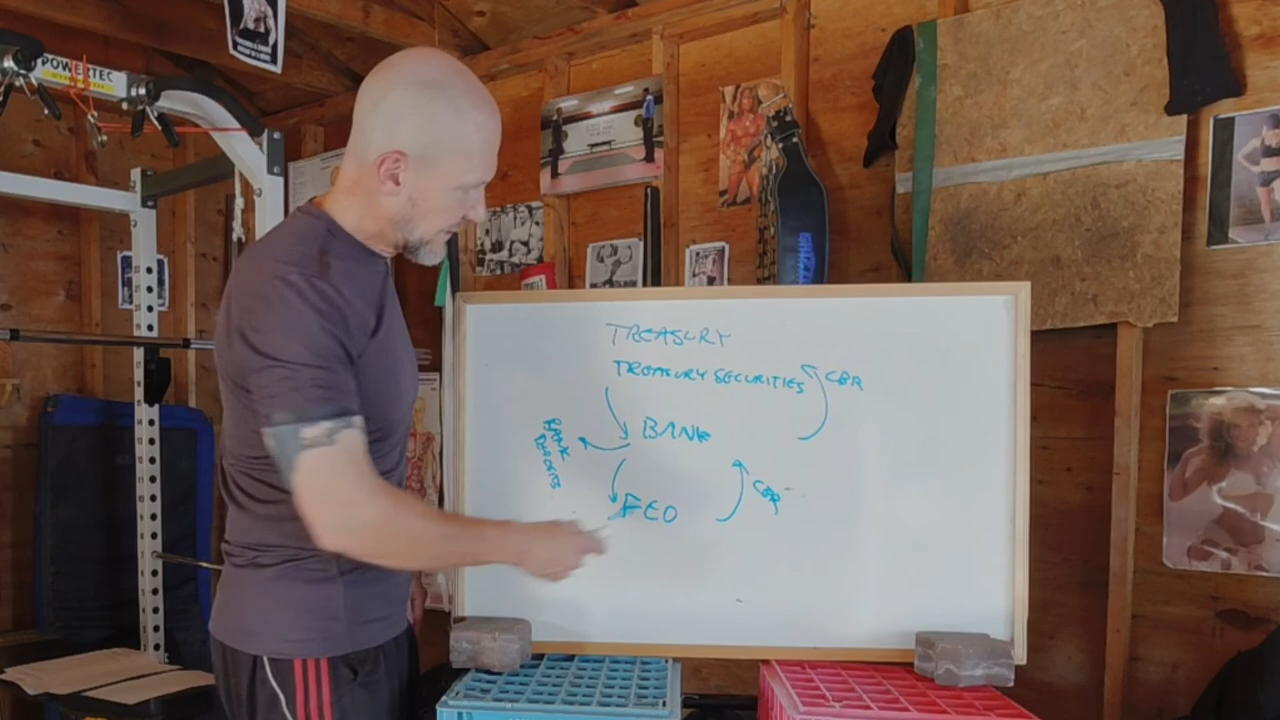 POWERTEC
TREASURY
TREASURY SECURITIES
CBR
BANK
BANK
DEPOSITS
FED
CBR